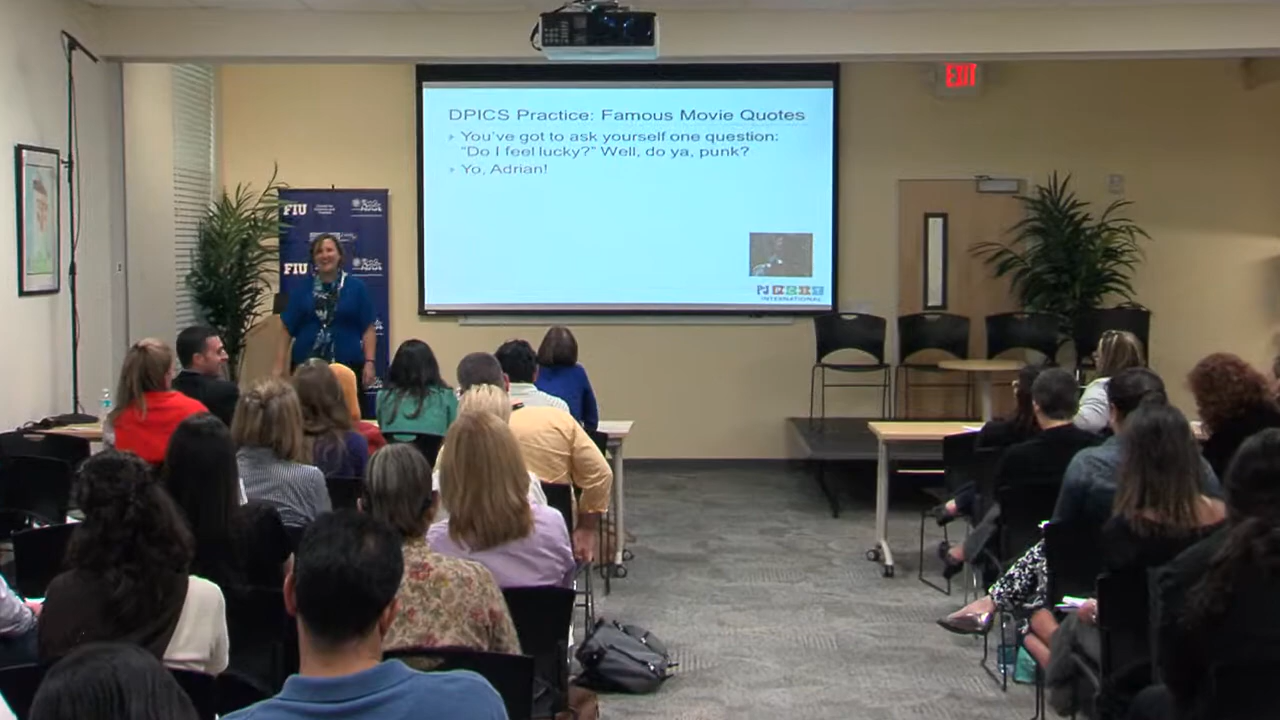 EXIT
DPICS Practice: Famous Movie Quotes
You've got to ask yourself one question:
"Do I feel lucky?" Well, do ya, punk?
Yo, Adrian!
FIU
FIU
INTERNATIONAL